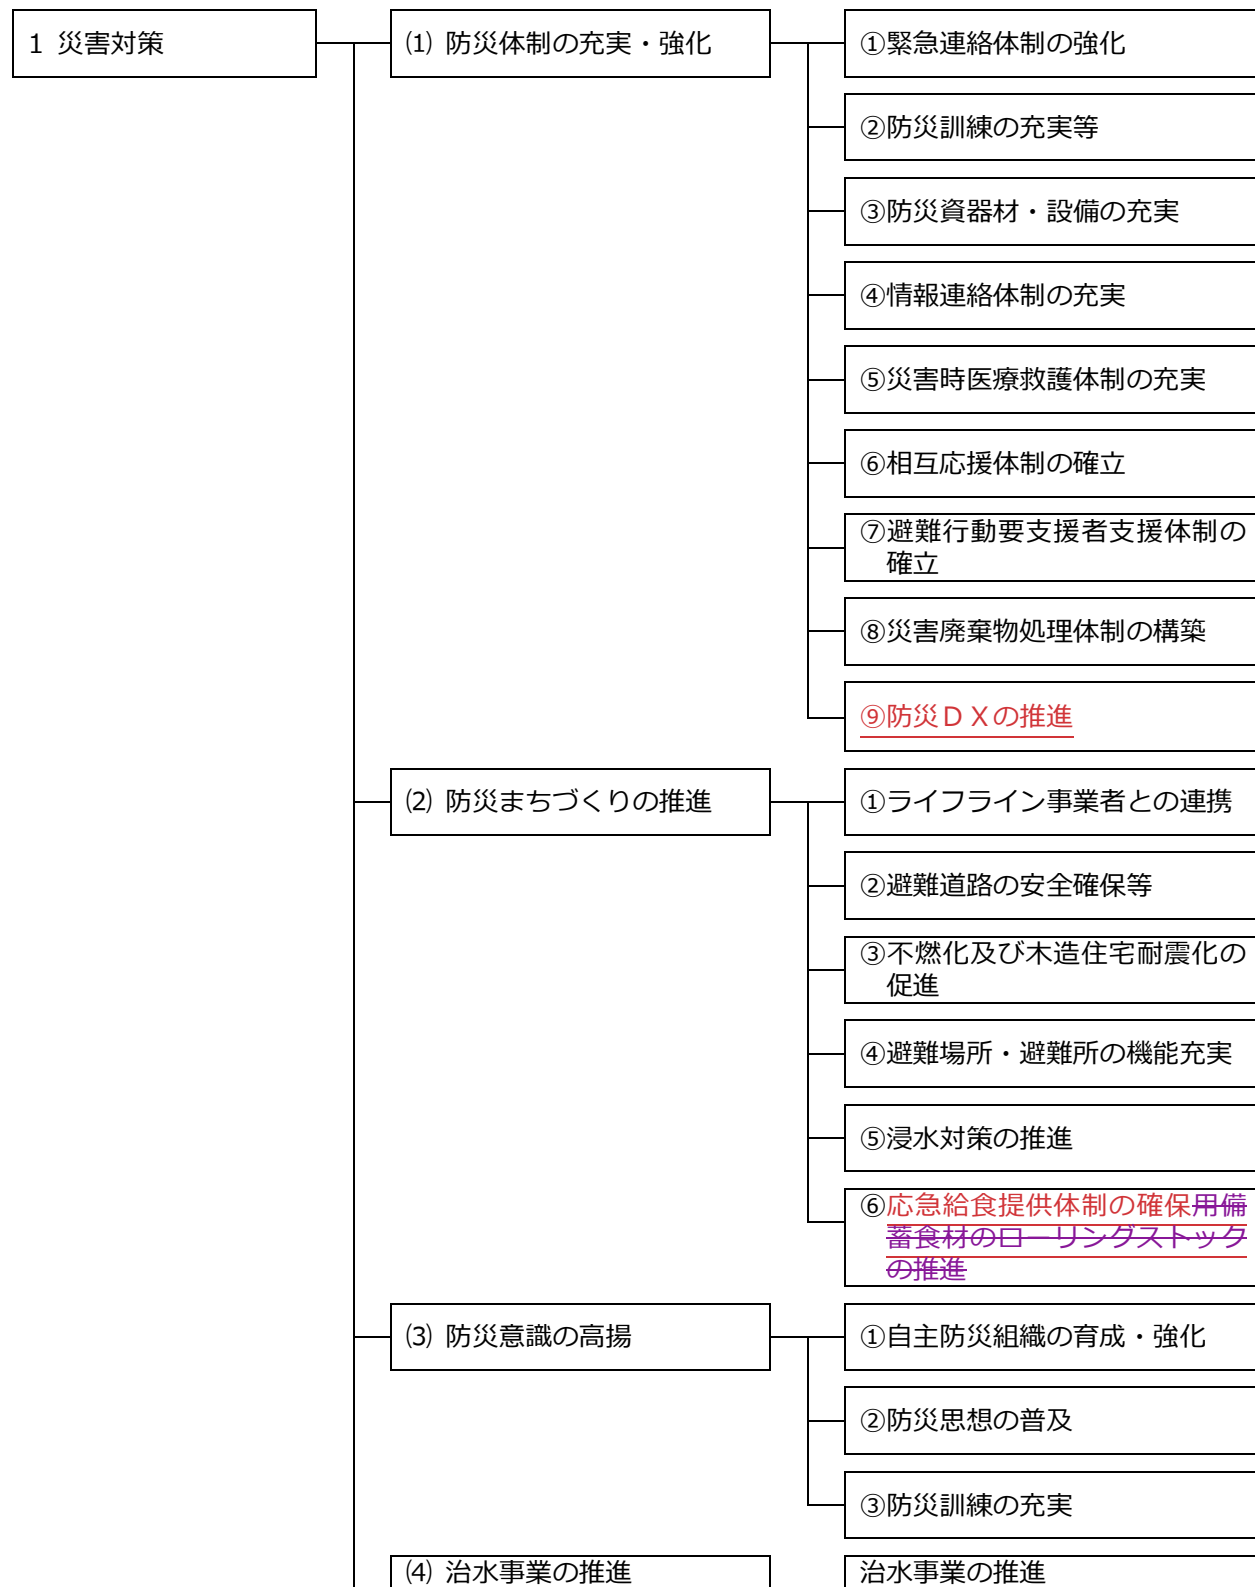 1 災害対策
⑴ 防災体制の充実・強化
①緊急連絡体制の強化
②防災訓練の充実等
③防災資器材・設備の充実
④情報連絡体制の充実
⑤災害時医療救護体制の充実
⑥相互応援体制の確立
⑦避難行動要支援者支援体制の
確立
⑧災害廃棄物処理体制の構築
⑨防災ＤＸの推進
⑵ 防災まちづくりの推進
①ライフライン事業者との連携
②避難道路の安全確保等
③不燃化及び木造住宅耐震化の
促進
④避難場所・避難所の機能充実
⑤浸水対策の推進
⑥応急給食提供体制の確保用備
蓄食材のローリングストック
の推進
⑶ 防災意識の高揚
①自主防災組織の育成・強化
②防災思想の普及
③防災訓練の充実
⑷ 治水事業の推進
治水事業の推進